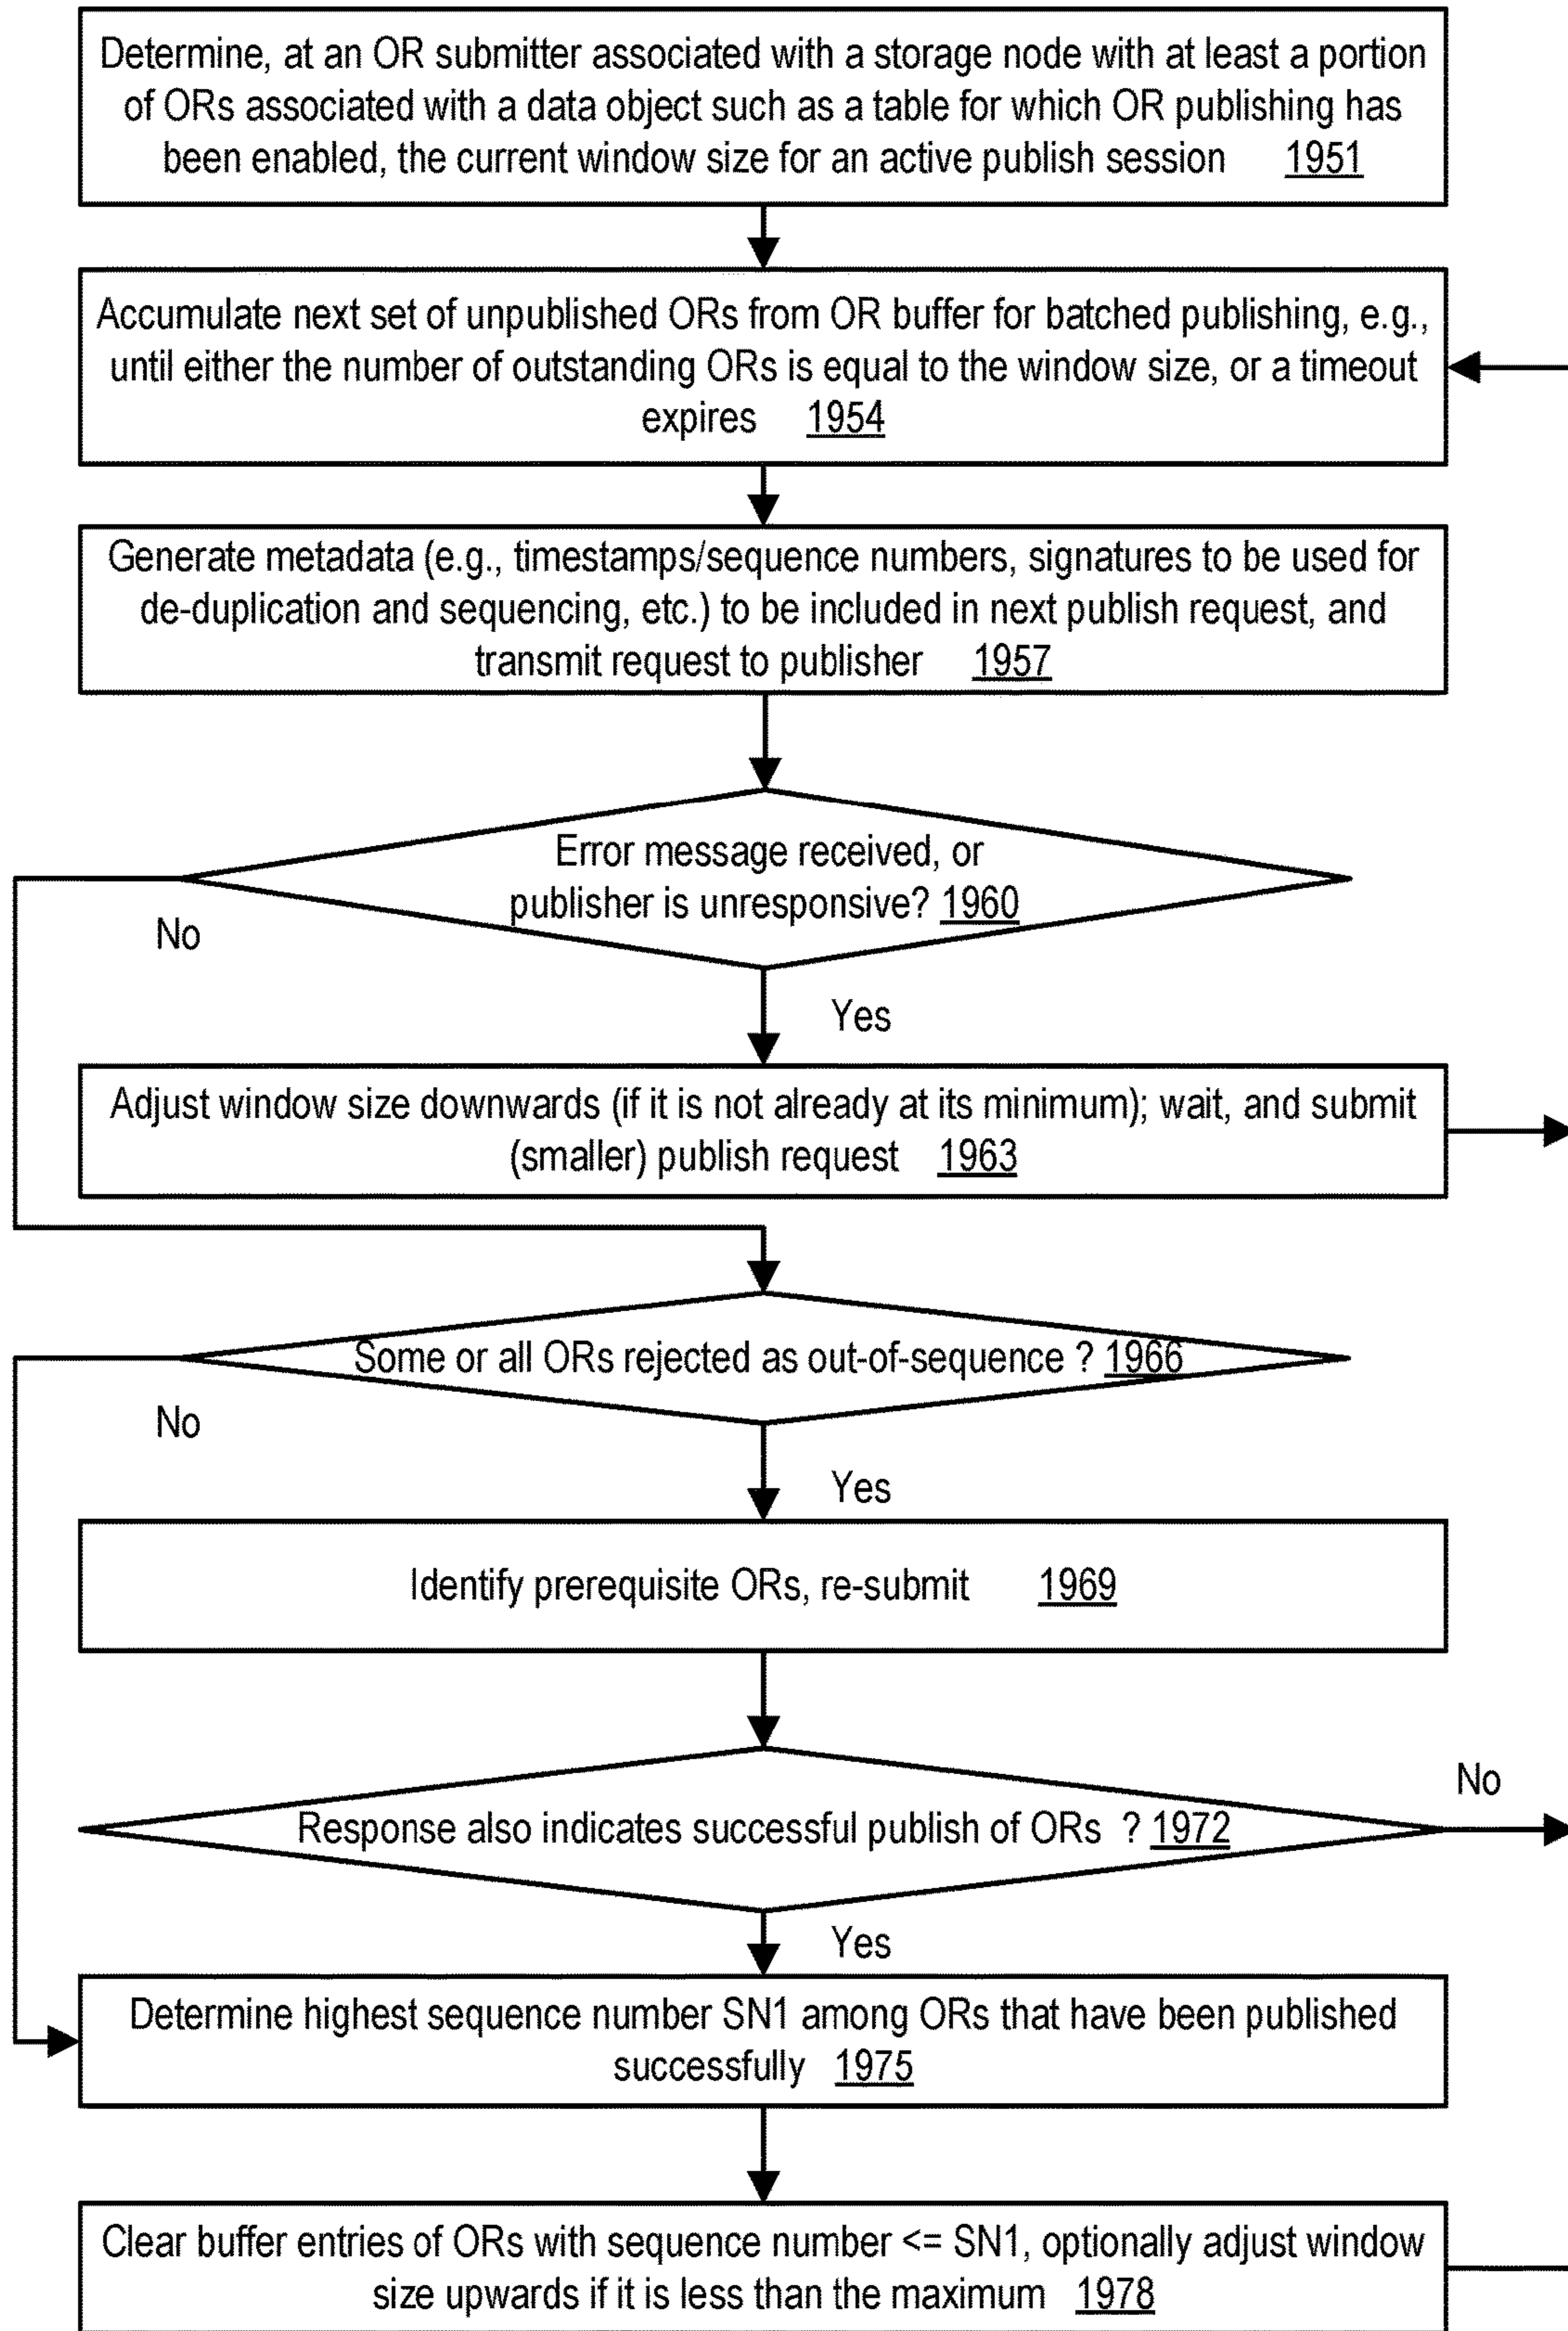 Determine, at an OR submitter associated with a storage node with at least a portion
of ORs associated with a data object such as a table for which OR publishing has
been enabled, the current window size for an active publish session 1951
Accumulate next set of unpublished ORs from OR buffer for batched publishing, e.g.,
until either the number of outstanding ORs is equal to the window size, or a timeout
expires 1954
Generate metadata (e.g., timestamps/sequence numbers, signatures to be used for
de-duplication and sequencing, etc.) to be included in next publish request, and
transmit request to publisher 1957
Error message received, or
publisher is unresponsive? 1960
No
Yes
Adjust window size downwards (if it is not already at its minimum); wait, and submit
(smaller) publish request 1963
Some or all ORs rejected as out-of-sequence ? 1966
No
Yes
Identify prerequisite ORs, re-submit 1969
No
Response also indicates successful publish of ORs ? 1972
Yes
Determine highest sequence number SN1 among ORs that have been published
successfully 1975
Clear buffer entries of ORs with sequence number <= SN1, optionally adjust window
size upwards if it is less than the maximum 1978